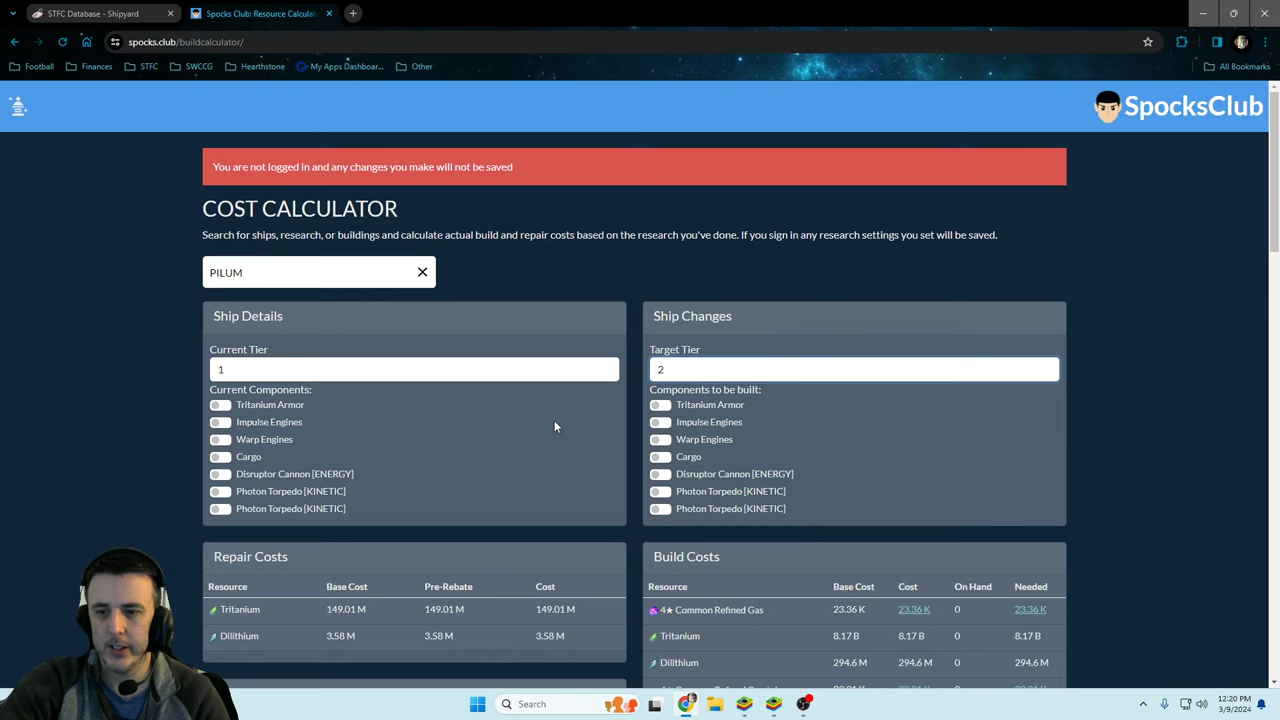 STFC Database - Shipyard
Spocks Club: Resource Calculato
spocks.club/buildcalculator/
Football
Finances
STFC
SWCCG
Hearthstone
My Apps Dashboar...
Other
All Bookmarks
SpocksClub
You are not logged in and any changes you make will not be saved
COST CALCULATOR
Search for ships, research, or buildings and calculate actual build and repair costs based on the research you've done. If you sign in any research settings you set will be saved.
PILUM
Ship Details
Current Tier
1
Current Components:
Tritanium Armor
Impulse Engines
Warp Engines
Cargo
Disruptor Cannon [ENERGY]
Photon Torpedo [KINETIC]
Photon Torpedo [KINETIC]
Ship Changes
Target Tier
2
Components to be built:
Tritanium Armor
Impulse Engines
Warp Engines
Cargo
Disruptor Cannon [ENERGY]
Photon Torpedo [KINETIC]
Photon Torpedo [KINETIC]
Repair Costs
Resource Base Cost Pre-Rebate Cost
Tritanium 149.01 M 149.01 M 149.01 M
Dilithium 3.58 M 3.58 M 3.58 M
Build Costs
Resource Base Cost Cost On Hand Needed
4★ Common Refined Gas 23.36 K 23.36 K 0 23.36 K
Tritanium 8.17 B 8.17 B 0 8.17 B
Dilithium 294.6 M 294.6 M 0 294.6 M
Search
12:20 PM
3/9/2024